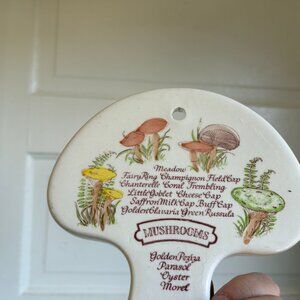 Meadow
Fairy Ring Champignon Field Cap
Chanterelle Coral Trembling
Little Goblet Cheese Cap
Saffron Milk Cap Buff Cap
Golden Clavaria Green Russula
MUSHROOMS
Golden Peziza
Parasol
Oyster
Morel